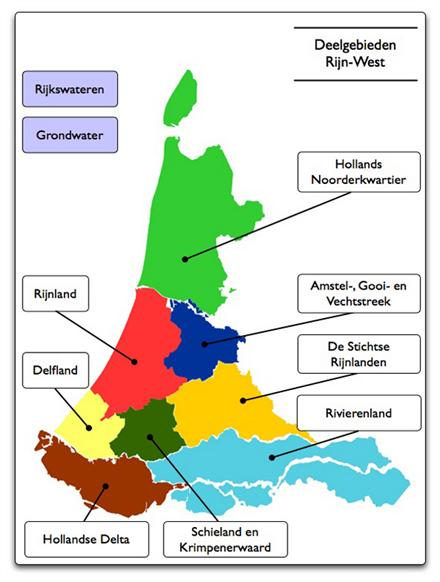 Deelgebieden
Rijn-West
Rijkswateren
Grondwater
Hollands
Noorderkwartier
Rijnland
Amstel-, Gooi- en
Vechtstreek
De Stichtse
Rijnlanden
Delfland
Rivierenland
Hollandse Delta
Schieland en
Krimpenerwaard